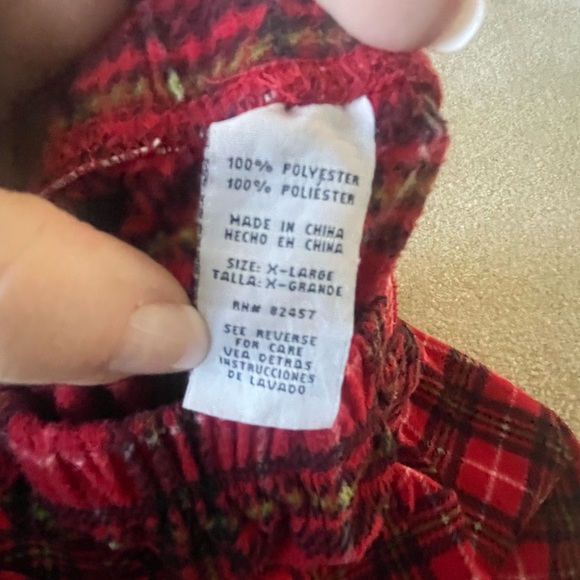 100% POLYESTER
100% POLIÉSTER
MADE IN CHINA
HECHO EN CHINA
SIZE: X-LARGE
TALLA: X-GRANDE
RN# 82457
SEE REVERSE
FOR CARE
VEA DETRAS
INSTRUCCIONES
DE LAVADO